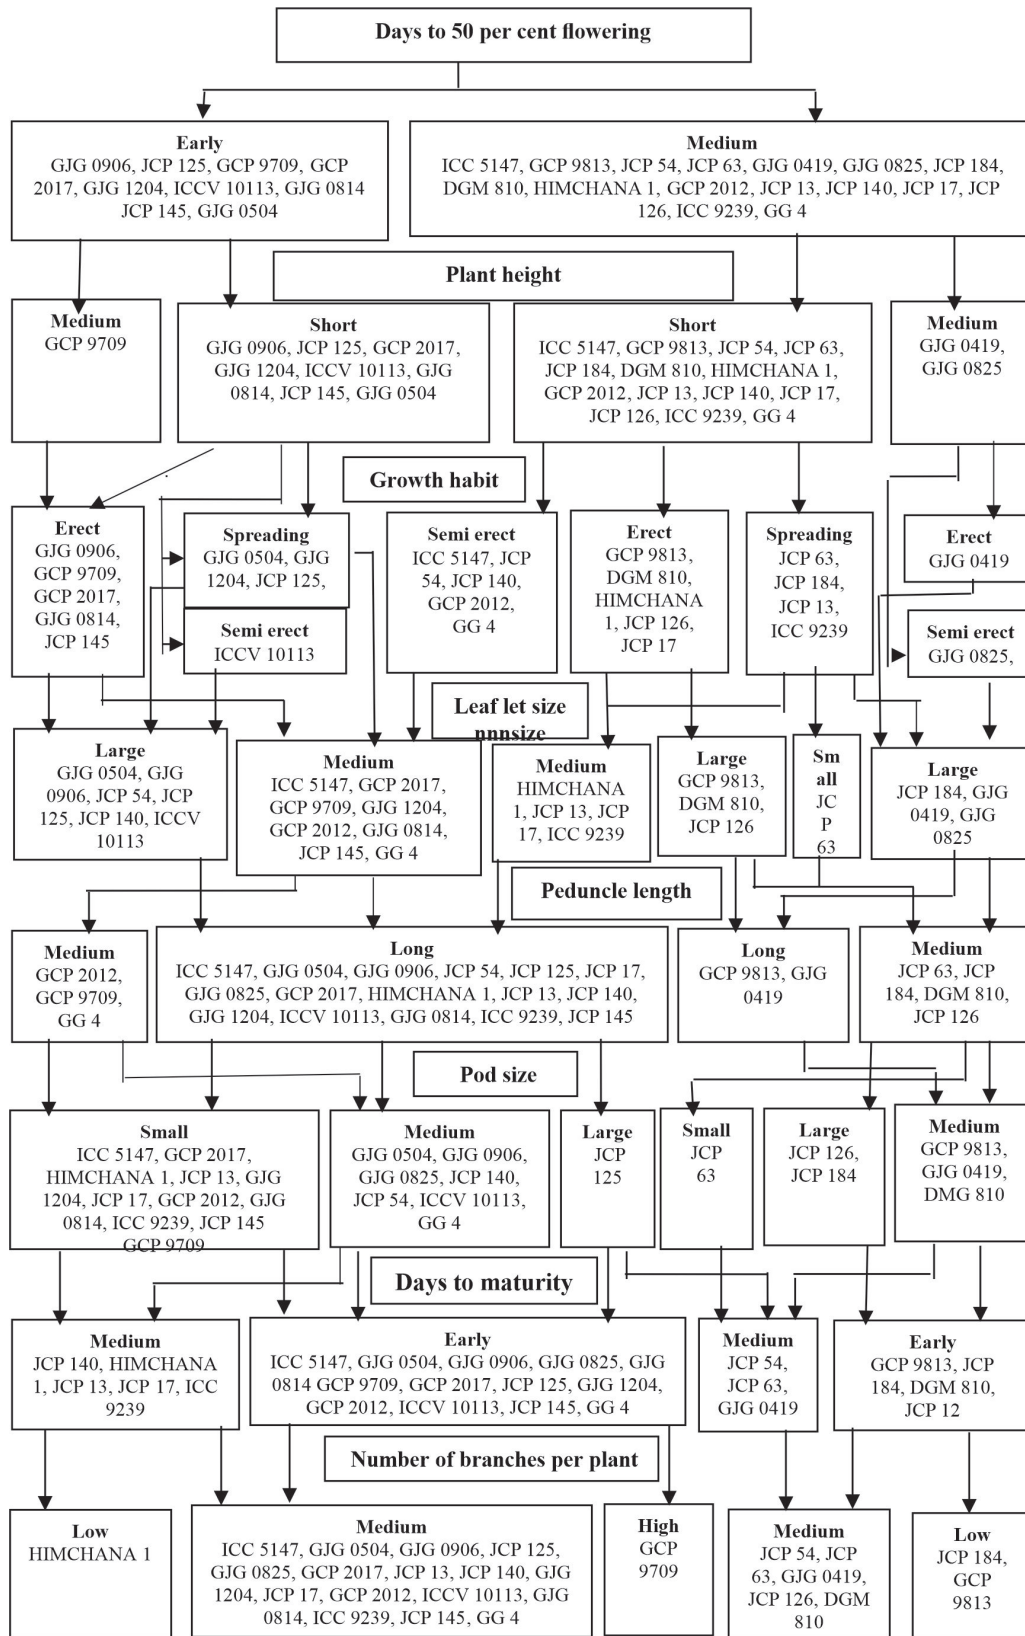 Days to 50 per cent flowering
Early
GJG 0906, JCP 125, GCP 9709, GCP
2017, GJG 1204, ICCV 10113, GJG 0814
JCP 145, GJG 0504
Medium
ICC 5147, GCP 9813, JCP 54, JCP 63, GJG 0419, GJG 0825, JCP 184,
DGM 810, HIMCHANA 1, GCP 2012, JCP 13, JCP 140, JCP 17, JCP
126, ICC 9239, GG 4
Plant height
Medium
GCP 9709
Short
GJG 0906, JCP 125, GCP 2017,
GJG 1204, ICCV 10113, GJG
0814, JCP 145, GJG 0504
Short
ICC 5147, GCP 9813, JCP 54, JCP 63,
JCP 184, DGM 810, HIMCHANA 1,
GCP 2012, JCP 13, JCP 140, JCP 17,
JCP 126, ICC 9239, GG 4
Medium
GJG 0419,
GJG 0825
Growth habit
Erect
GJG 0906,
GCP 9709,
GCP 2017,
GJG 0814,
JCP 145
Spreading
GJG 0504, GJG
1204, JCP 125,
Semi erect
ICCV 10113
Semi erect
ICC 5147, JCP
54, JCP 140,
GCP 2012,
GG 4
Erect
GCP 9813,
DGM 810,
HIMCHANA
1, JCP 126,
JCP 17
Spreading
JCP 63,
JCP 184,
JCP 13,
ICC 9239
Erect
GJG 0419
Semi erect
GJG 0825,
Leaf let size
nnnsize
Large
GJG 0504, GJG
0906, JCP 54, JCP
125, JCP 140, ICCV
10113
Medium
ICC 5147, GCP 2017,
GCP 9709, GJG 1204,
GCP 2012, GJG 0814,
JCP 145, GG 4
Medium
HIMCHANA
1, JCP 13, JCP
17, ICC 9239
Large
GCP 9813,
DGM 810,
JCP 126
Sm
all
JC
P
63
Large
JCP 184, GJG
0419, GJG
0825
Peduncle length
Medium
GCP 2012,
GCP 9709,
GG 4
Long
ICC 5147, GJG 0504, GJG 0906, JCP 54, JCP 125, JCP 17,
GJG 0825, GCP 2017, HIMCHANA 1, JCP 13, JCP 140,
GJG 1204, ICCV 10113, GJG 0814, ICC 9239, JCP 145
Long
GCP 9813, GJG
0419
Medium
JCP 63, JCP
184, DGM 810,
JCP 126
Pod size
Small
ICC 5147, GCP 2017,
HIMCHANA 1, JCP 13, GJG
1204, JCP 17, GCP 2012, GJG
0814, ICC 9239, JCP 145
GCP 9709
Medium
GJG 0504, GJG 0906,
GJG 0825, JCP 140,
JCP 54, ICCV 10113,
GG 4
Large
JCP
125
Small
JCP
63
Large
JCP 126,
JCP 184
Medium
GCP 9813,
GJG 0419,
DMG 810
Days to maturity
Medium
JCP 140, HIMCHANA
1, JCP 13, JCP 17, ICC
9239
Early
ICC 5147, GJG 0504, GJG 0906, GJG 0825, GJG
0814 GCP 9709, GCP 2017, JCP 125, GJG 1204,
GCP 2012, ICCV 10113, JCP 145, GG 4
Medium
JCP 54,
JCP 63,
GJG 0419
Early
GCP 9813, JCP
184, DGM 810,
JCP 12
Number of branches per plant
Low
HIMCHANA 1
Medium
ICC 5147, GJG 0504, GJG 0906, JCP 125,
GJG 0825, GCP 2017, JCP 13, JCP 140, GJG
1204, JCP 17, GCP 2012, ICCV 10113, GJG
0814, ICC 9239, JCP 145, GG 4
High
GCP
9709
Medium
JCP 54, JCP
63, GJG 0419,
JCP 126, DGM
810
Low
JCP 184,
GCP
9813